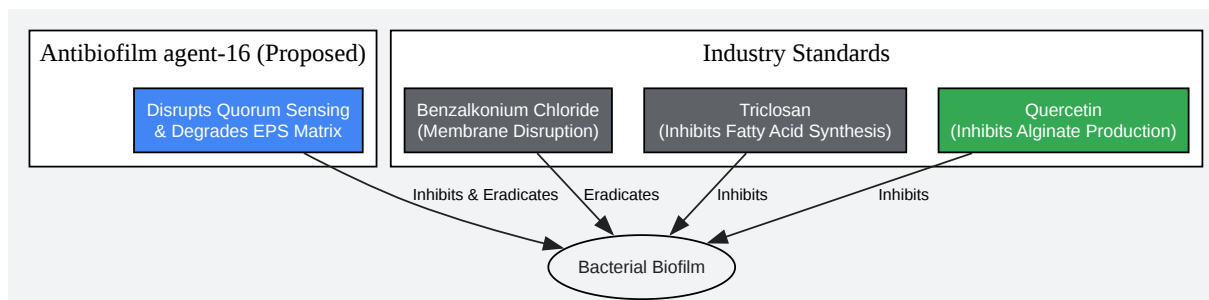 Antibiofilm agent-16 (Proposed)
Industry Standards
Disrupts Quorum Sensing
& Degrades EPS Matrix
Benzalkonium Chloride
(Membrane Disruption)
Triclosan
(Inhibits Fatty Acid Synthesis)
Quercetin
(Inhibits Alginate Production)
Inhibits & Eradicates
Eradicates
Inhibits
Inhibits
Bacterial Biofilm